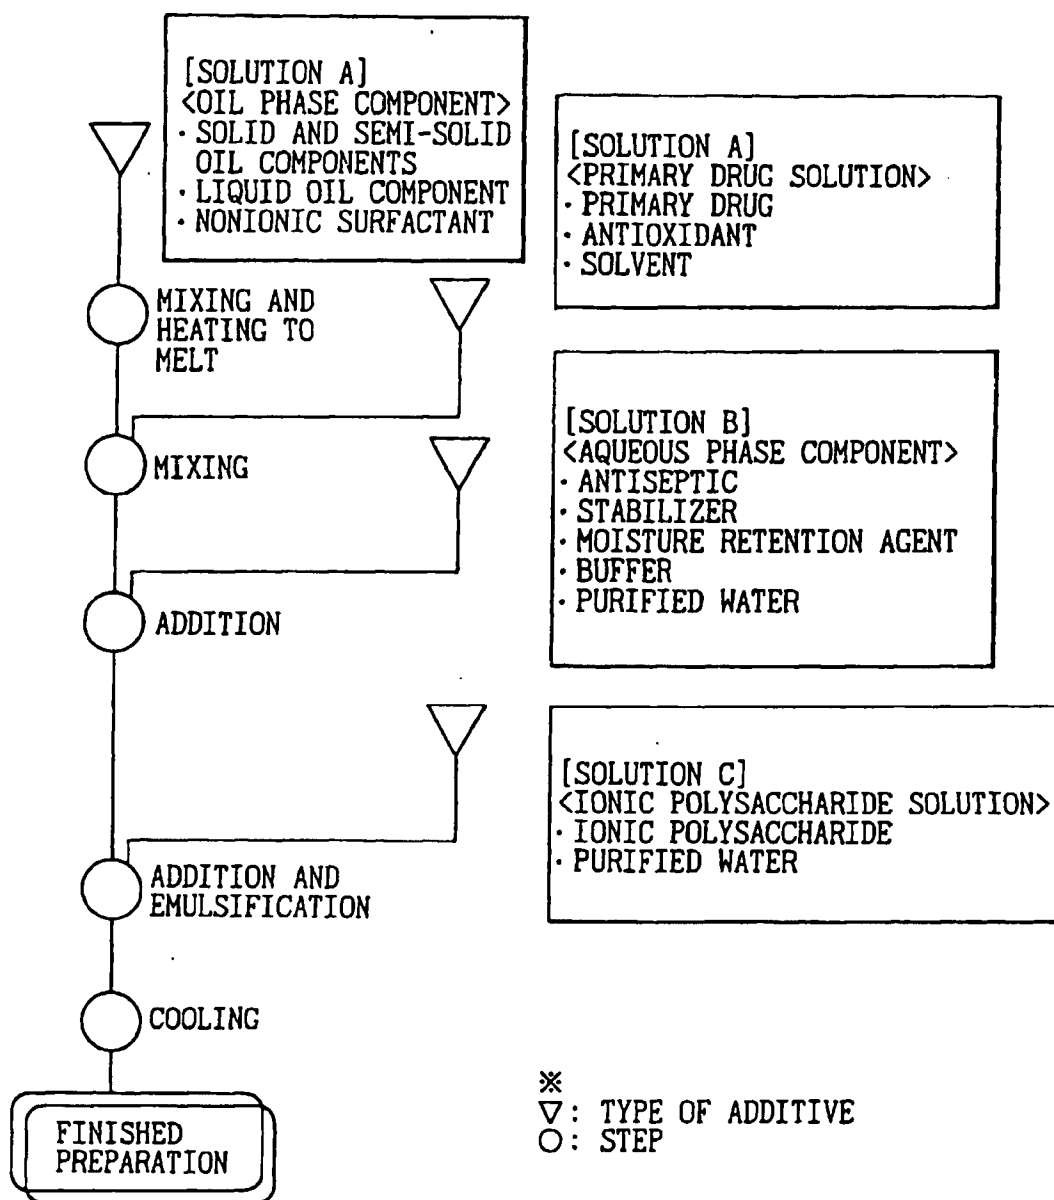 [SOLUTION A]
<OIL PHASE COMPONENT>
· SOLID AND SEMI-SOLID
OIL COMPONENTS
· LIQUID OIL COMPONENT
· NONIONIC SURFACTANT
[SOLUTION A]
<PRIMARY DRUG SOLUTION>
· PRIMARY DRUG
· ANTIOXIDANT
· SOLVENT
MIXING AND
HEATING TO
MELT
[SOLUTION B]
<AQUEOUS PHASE COMPONENT>
· ANTISEPTIC
· STABILIZER
· MOISTURE RETENTION AGENT
· BUFFER
· PURIFIED WATER
MIXING
ADDITION
[SOLUTION C]
<IONIC POLYSACCHARIDE SOLUTION>
· IONIC POLYSACCHARIDE
· PURIFIED WATER
ADDITION AND
EMULSIFICATION
COOLING
FINISHED
PREPARATION
※
▽: TYPE OF ADDITIVE
○: STEP